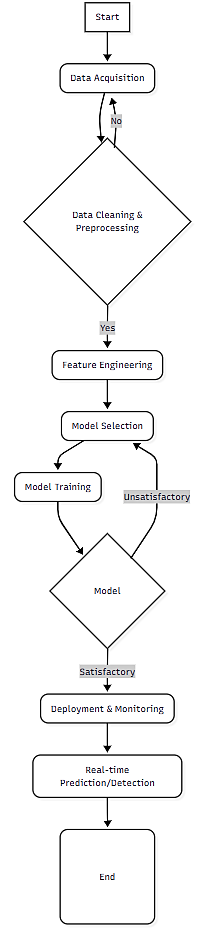 Start
Data Acquisition
No
Data Cleaning &
Preprocessing
Yes
Feature Engineering
Model Selection
Model Training
Unsatisfactory
Model
Satisfactory
Deployment & Monitoring
Real-time
Prediction/Detection
End